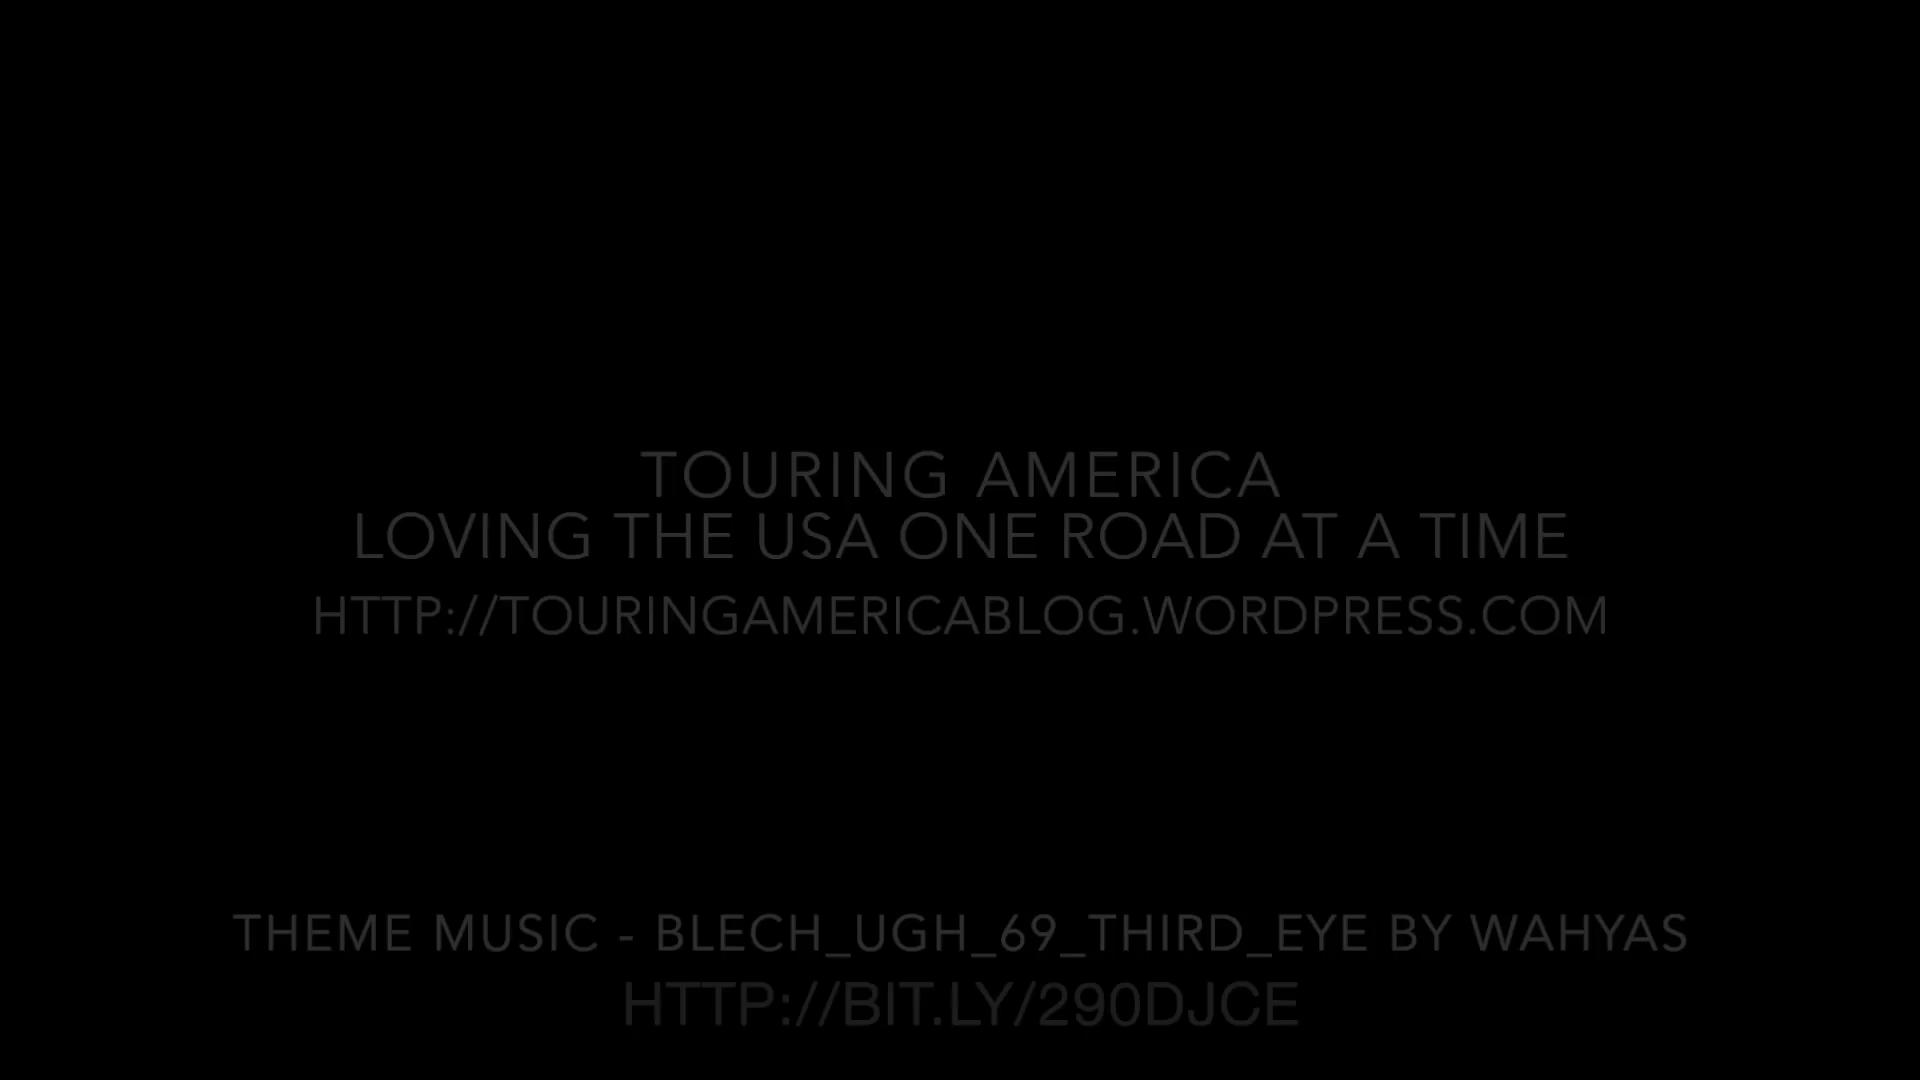 TOURING AMERICA
LOVING THE USA ONE ROAD AT A TIME
HTTP://TOURINGAMERICABLOG.WORDPRESS.COM
THEME MUSIC - BLECH_UGH_69_THIRD_EYE BY WAHYAS
HTTP://BIT.LY/290DJCE